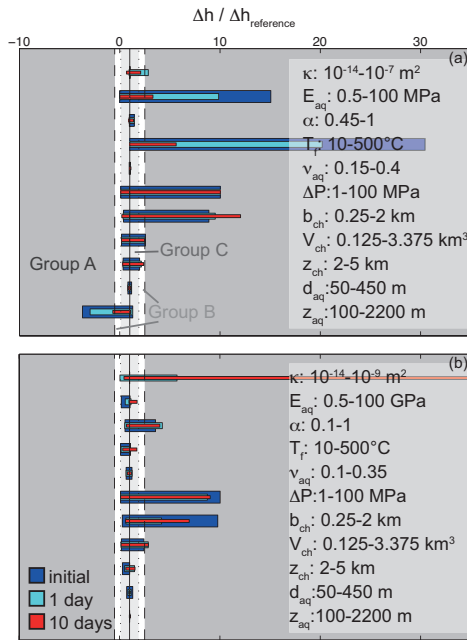 Δh / Δh_reference
−10 0 10 20 30
(a)
κ: 10⁻¹⁴-10⁻⁷ m²
E_aq: 0.5-100 MPa
α: 0.45-1
T_f: 10-500°C
ν_aq: 0.15-0.4
ΔP:1-100 MPa
b_ch: 0.25-2 km
V_ch: 0.125-3.375 km³
z_ch: 2-5 km
d_aq:50-450 m
z_aq:100-2200 m
Group C
Group A
Group B
(b)
κ: 10⁻¹⁴-10⁻⁹ m²
E_aq: 0.5-100 GPa
α: 0.1-1
T_f: 10-500°C
ν_aq: 0.1-0.35
ΔP:1-100 MPa
b_ch: 0.25-2 km
V_ch: 0.125-3.375 km³
z_ch: 2-5 km
d_aq: 50-450 m
z_aq: 100-2200 m
initial
1 day
10 days